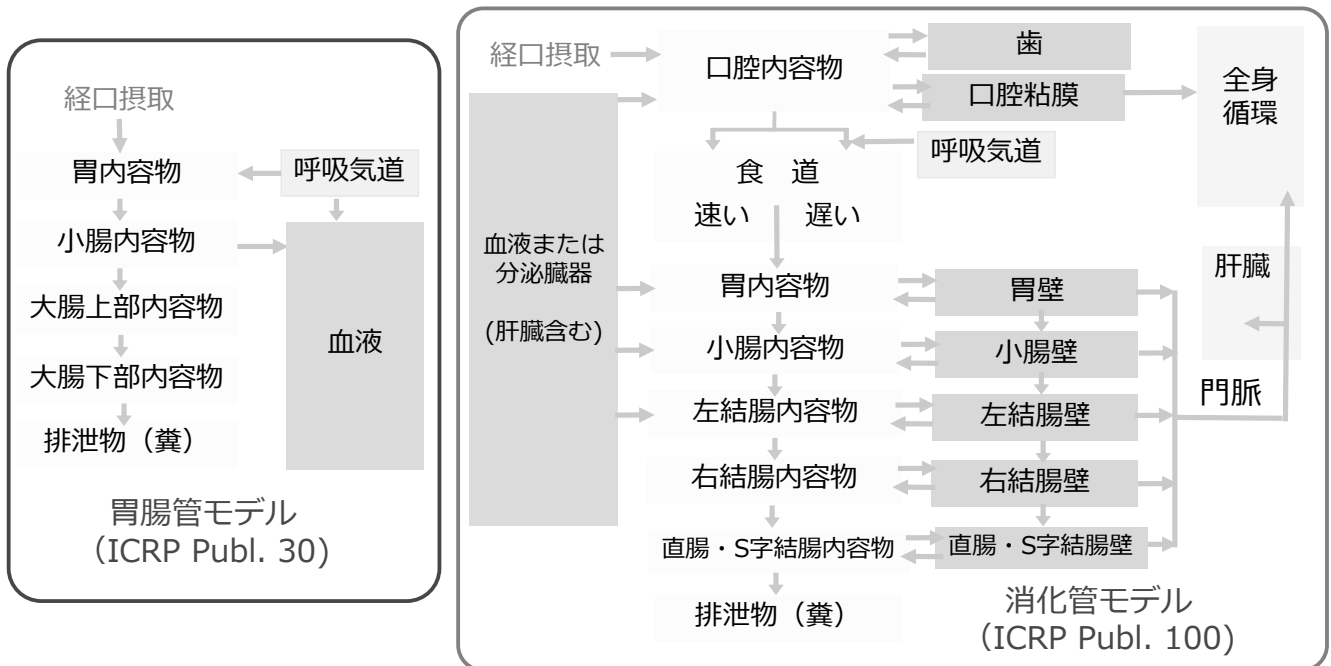 経口摂取
胃内容物
呼吸気道
小腸内容物
大腸上部内容物
血液
大腸下部内容物
排泄物（糞）
胃腸管モデル
（ICRP Publ. 30）
経口摂取
口腔内容物
歯
口腔粘膜
全身
循環
呼吸気道
食　道
速い　遅い
血液または
分泌臓器
(肝臓含む)
胃内容物
胃壁
肝臓
小腸内容物
小腸壁
門脈
左結腸内容物
左結腸壁
右結腸内容物
右結腸壁
直腸・S字結腸内容物
直腸・S字結腸壁
排泄物（糞）
消化管モデル
（ICRP Publ. 100）